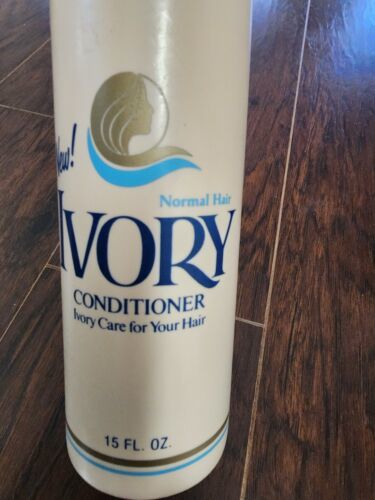 New!
Normal Hair
IVORY
CONDITIONER
Ivory Care for Your Hair
15 FL. OZ.